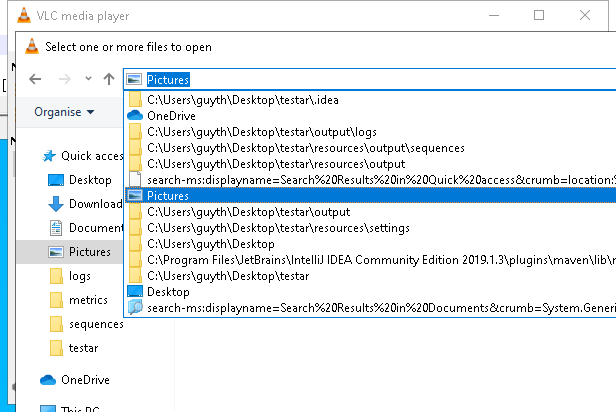 VLC media player
Select one or more files to open
Pictures
Organise
C:\Users\guyth\Desktop\testar\.idea
OneDrive
C:\Users\guyth\Desktop\testar\output\logs
C:\Users\guyth\Desktop\testar\resources\output\sequences
C:\Users\guyth\Desktop\testar\resources\output
search-ms:displayname=Search%20Results%20in%20Quick%20access&crumb=location:
Pictures
C:\Users\guyth\Desktop\testar\output
C:\Users\guyth\Desktop\testar\resources\settings
C:\Users\guyth\Desktop
C:\Program Files\JetBrains\IntelliJ IDEA Community Edition 2019.1.3\plugins\maven\lib\
C:\Users\guyth\Desktop\testar
Desktop
search-ms:displayname=Search%20Results%20in%20Documents&crumb=System.Generi
Quick access
Desktop
Download
Document
Pictures
logs
metrics
sequences
testar
OneDrive
This PC